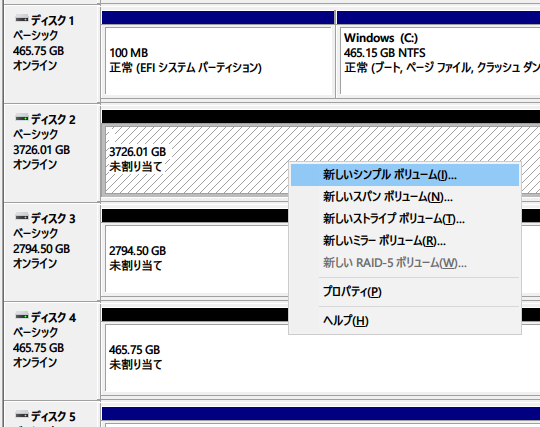 ディスク 1
ベーシック
465.75 GB
オンライン
100 MB
正常 (EFI システム パーティション)
Windows (C:)
465.15 GB NTFS
正常 (ブート, ページ ファイル, クラッシュ ダン
ディスク 2
ベーシック
3726.01 GB
オンライン
3726.01 GB
未割り当て
新しいシンプル ボリューム(I)...
新しいスパン ボリューム(N)...
新しいストライプ ボリューム(T)...
新しいミラー ボリューム(R)...
新しい RAID-5 ボリューム(W)...
プロパティ(P)
ヘルプ(H)
ディスク 3
ベーシック
2794.50 GB
オンライン
2794.50 GB
未割り当て
ディスク 4
ベーシック
465.75 GB
オンライン
465.75 GB
未割り当て
ディスク 5